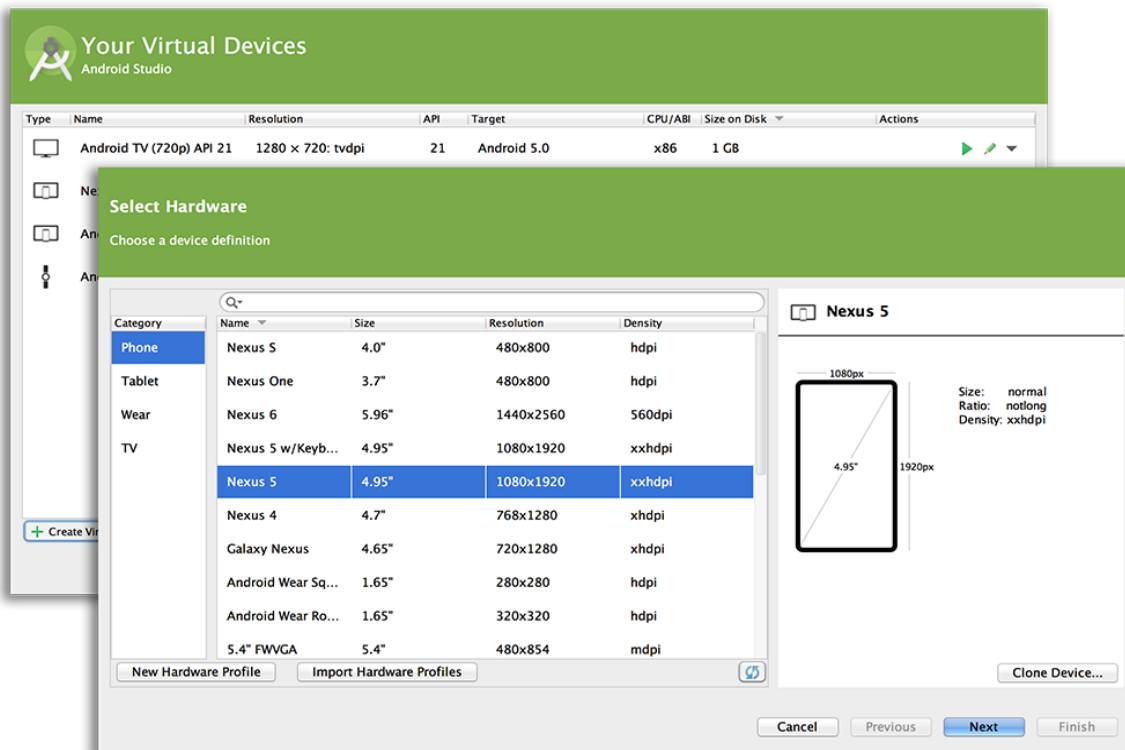 Your Virtual Devices
Android Studio
Type Name Resolution API Target CPU/ABI Size on Disk Actions
Android TV (720p) API 21 1280 × 720: tvdpi 21 Android 5.0 x86 1 GB
Select Hardware
Choose a device definition
Category Name Size Resolution Density
Phone Nexus S 4.0" 480x800 hdpi
Tablet Nexus One 3.7" 480x800 hdpi
Wear Nexus 6 5.96" 1440x2560 560dpi
TV Nexus 5 w/Keyb... 4.95" 1080x1920 xxhdpi
Nexus 5 4.95" 1080x1920 xxhdpi
Nexus 4 4.7" 768x1280 xhdpi
Galaxy Nexus 4.65" 720x1280 xhdpi
Android Wear Sq... 1.65" 280x280 hdpi
Android Wear Ro... 1.65" 320x320 hdpi
5.4" FWVGA 5.4" 480x854 mdpi
New Hardware Profile Import Hardware Profiles
Nexus 5
1080px
Size: normal
Ratio: notlong
Density: xxhdpi
4.95" 1920px
Clone Device...
Create
Cancel Previous Next Finish